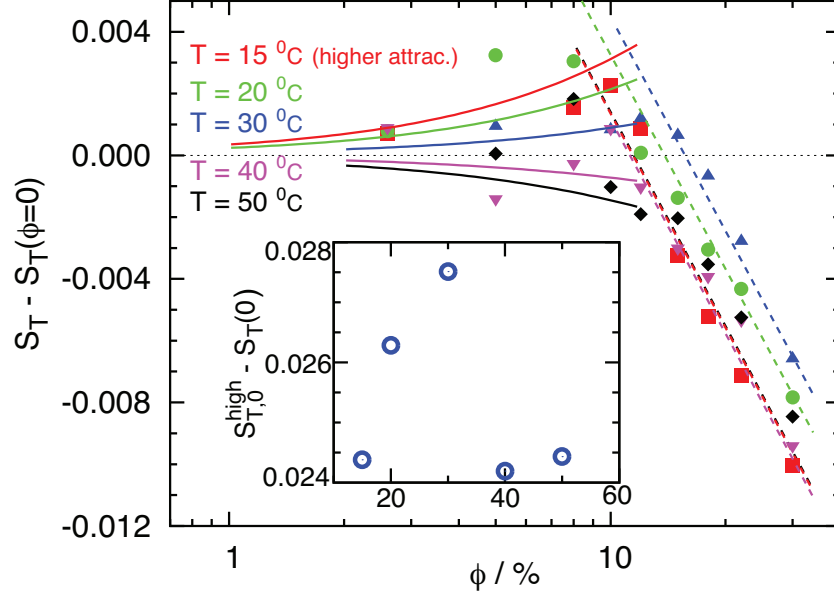 0.004
0.000
-0.004
-0.008
-0.012
S_T - S_T(ϕ=0)
T = 15 ⁰C (higher attrac.)
T = 20 ⁰C
T = 30 ⁰C
T = 40 ⁰C
T = 50 ⁰C
0.028
0.026
0.024
S_{T,0}^{high} - S_T(0)
20 40 60
1 10
ϕ / %